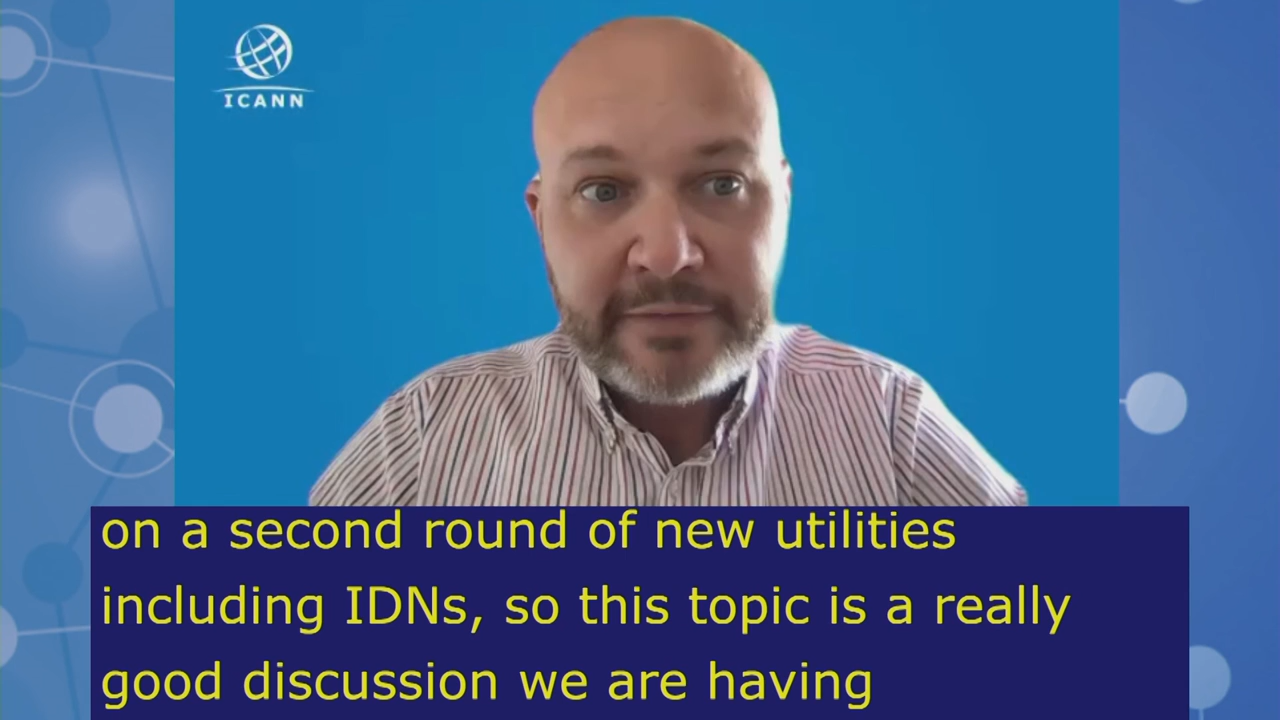 ICANN
on a second round of new utilities
including IDNs, so this topic is a really
good discussion we are having